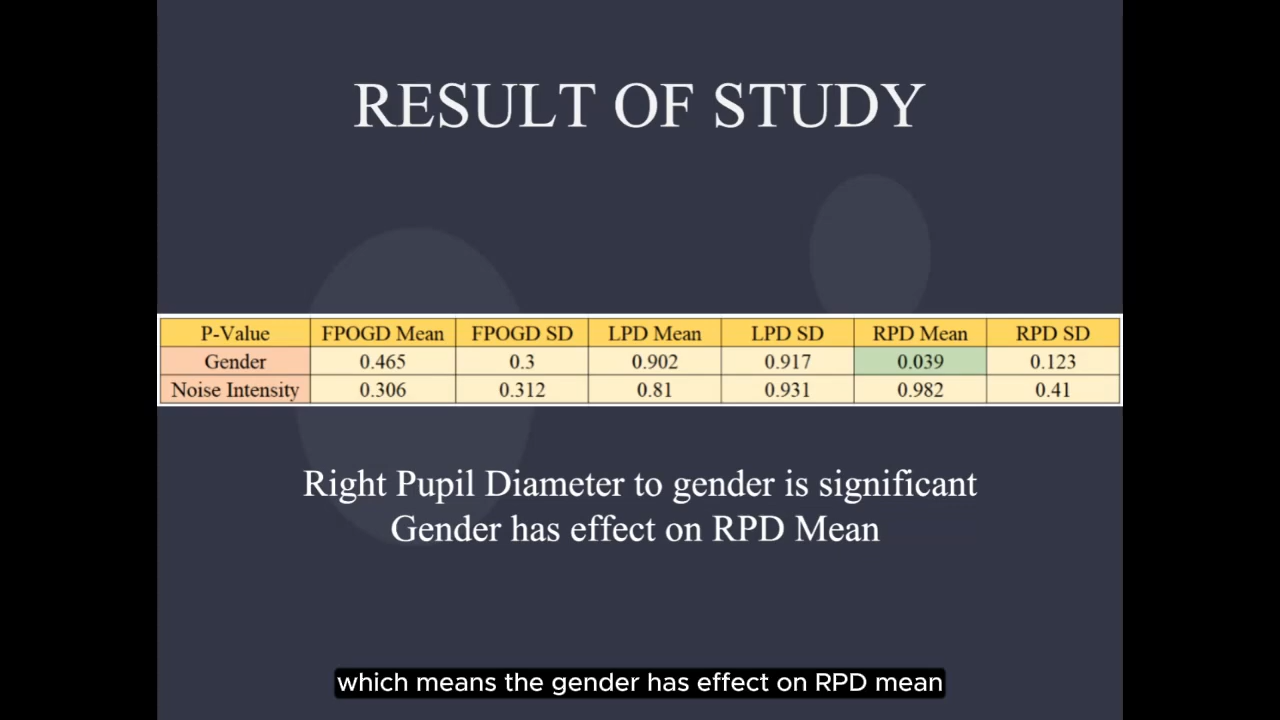 RESULT OF STUDY
P-Value FPOGD Mean FPOGD SD LPD Mean LPD SD RPD Mean RPD SD
Gender 0.465 0.3 0.902 0.917 0.039 0.123
Noise Intensity 0.306 0.312 0.81 0.931 0.982 0.41
Right Pupil Diameter to gender is significant
Gender has effect on RPD Mean
which means the gender has effect on RPD mean